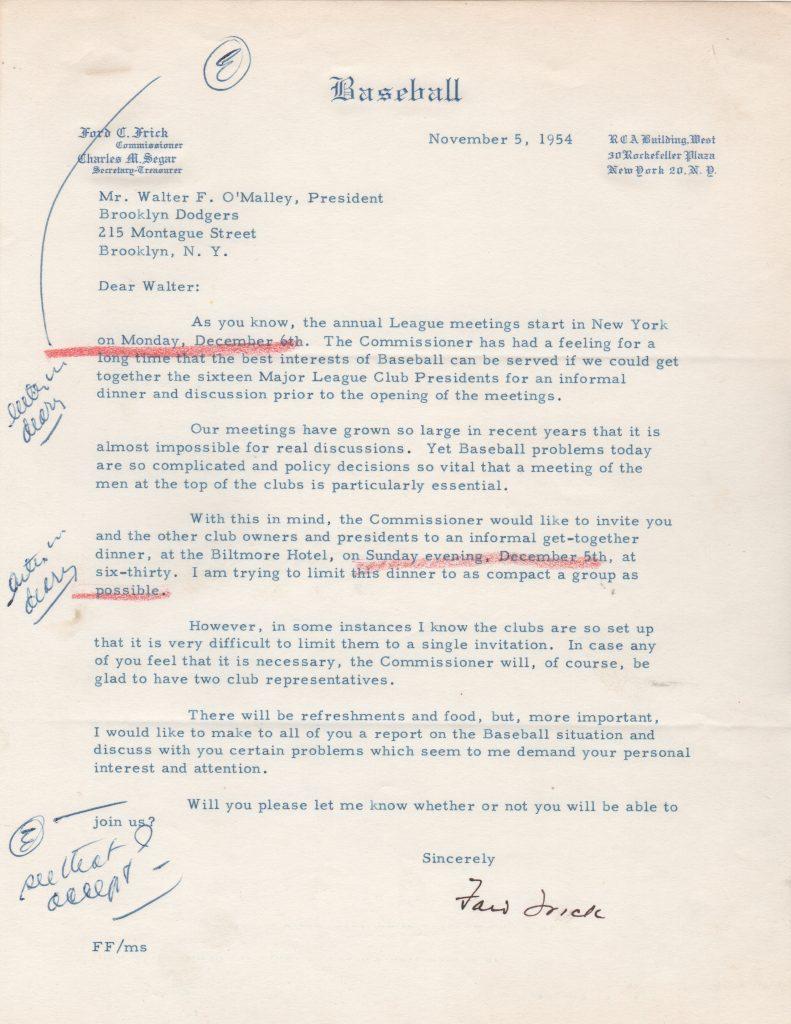 E
Baseball
Ford C. Frick
Commissioner
Charles M. Segar
Secretary-Treasurer
November 5, 1954
RCA Building, West
30 Rockefeller Plaza
New York 20, N. Y.
Mr. Walter F. O'Malley, President
Brooklyn Dodgers
215 Montague Street
Brooklyn, N. Y.
Dear Walter:
As you know, the annual League meetings start in New York
on Monday, December 6th. The Commissioner has had a feeling for a
long time that the best interests of Baseball can be served if we could get
together the sixteen Major League Club Presidents for an informal
dinner and discussion prior to the opening of the meetings.
enter in
diary
Our meetings have grown so large in recent years that it is
almost impossible for real discussions. Yet Baseball problems today
are so complicated and policy decisions so vital that a meeting of the
men at the top of the clubs is particularly essential.
With this in mind, the Commissioner would like to invite you
and the other club owners and presidents to an informal get-together
dinner, at the Biltmore Hotel, on Sunday evening, December 5th, at
six-thirty. I am trying to limit this dinner to as compact a group as
possible.
enter in
diary
However, in some instances I know the clubs are so set up
that it is very difficult to limit them to a single invitation. In case any
of you feel that it is necessary, the Commissioner will, of course, be
glad to have two club representatives.
There will be refreshments and food, but, more important,
I would like to make to all of you a report on the Baseball situation and
discuss with you certain problems which seem to me demand your personal
interest and attention.
Will you please let me know whether or not you will be able to
join us?
E
see that I
accept
Sincerely
Ford Frick
FF/ms